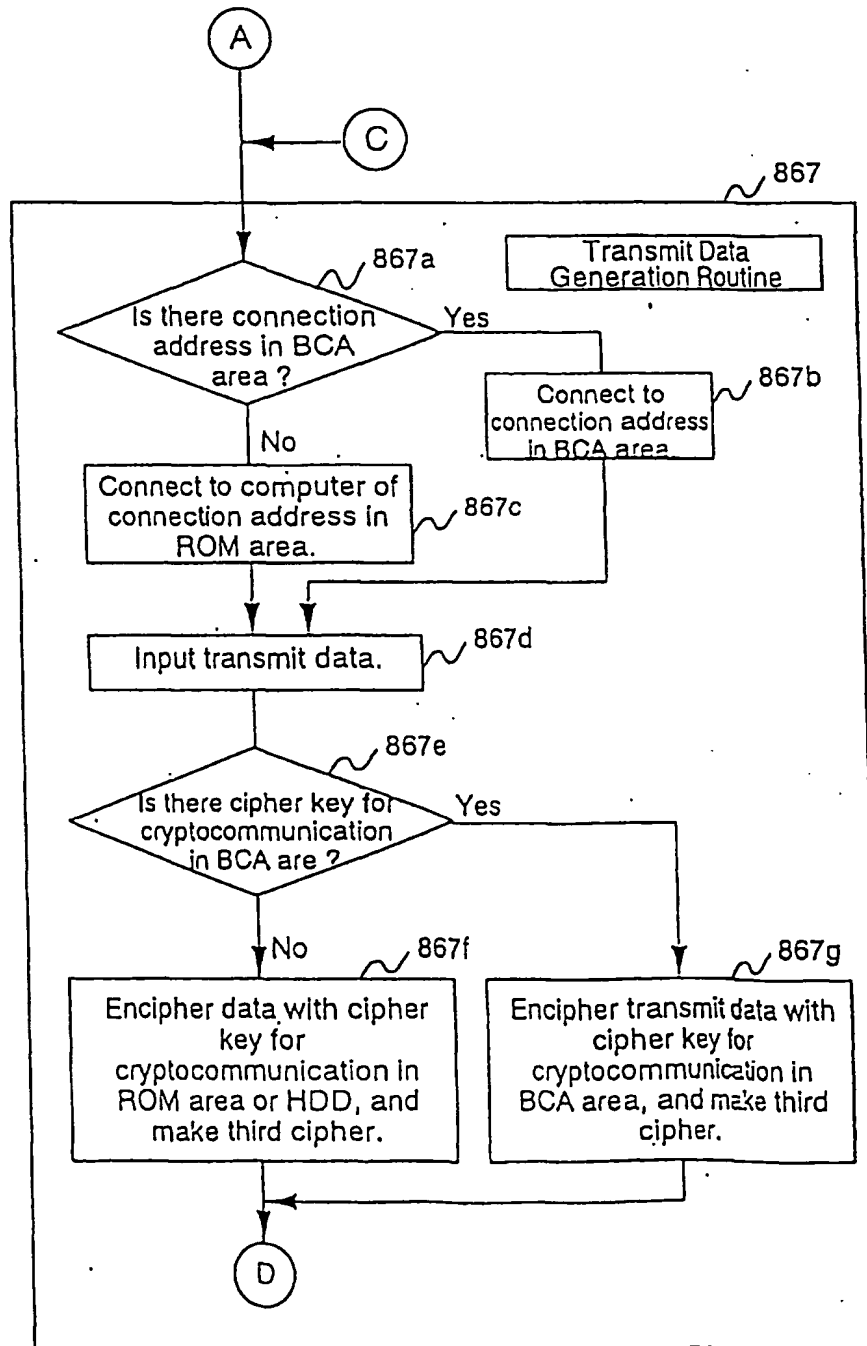 A
C
867
Transmit Data
Generation Routine
867a
Is there connection
address in BCA
area ?
Yes
No
867b
Connect to
connection address
in BCA area
Connect to computer of
connection address in
ROM area.
867c
Input transmit data.
867d
867e
Is there cipher key for
cryptocommunication
in BCA are ?
Yes
No
867f
Encipher data with cipher
key for
cryptocommunication in
ROM area or HDD, and
make third cipher.
867g
Encipher transmit data with
cipher key for
cryptocommunication in
BCA area, and make third
cipher.
D